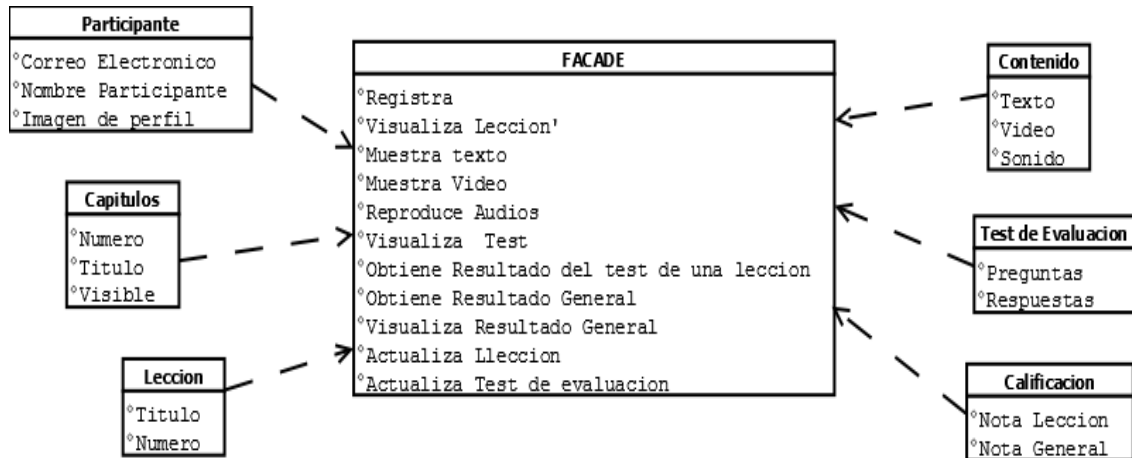 Participante
°Correo Electronico
°Nombre Participante
°Imagen de perfil
Capitulos
°Numero
°Titulo
°Visible
Leccion
°Titulo
°Numero
FACADE
°Registra
°Visualiza Leccion'
°Muestra texto
°Muestra Video
°Reproduce Audios
°Visualiza Test
°Obtiene Resultado del test de una leccion
°Obtiene Resultado General
°Visualiza Resultado General
°Actualiza Lleccion
°Actualiza Test de evaluacion
Contenido
°Texto
°Video
°Sonido
Test de Evaluacion
°Preguntas
°Respuestas
Calificacion
°Nota Leccion
°Nota General